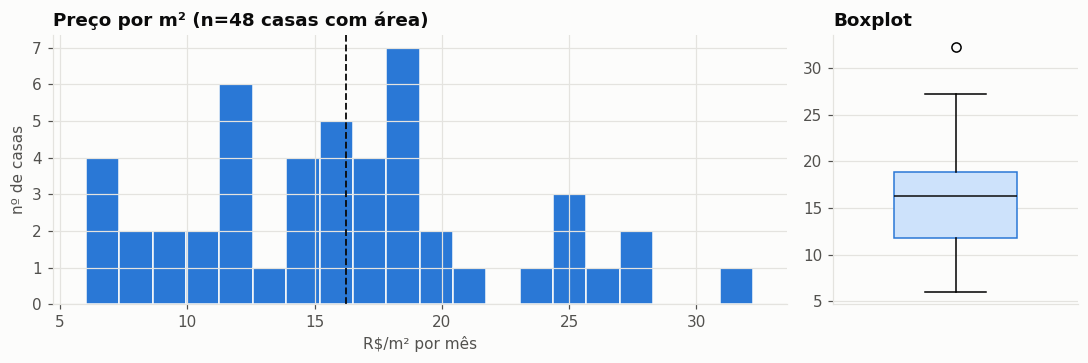 Preço por m² (n=48 casas com área)
nº de casas
7
6
5
4
3
2
1
0
5 10 15 20 25 30
R$/m² por mês
Boxplot
30
25
20
15
10
5